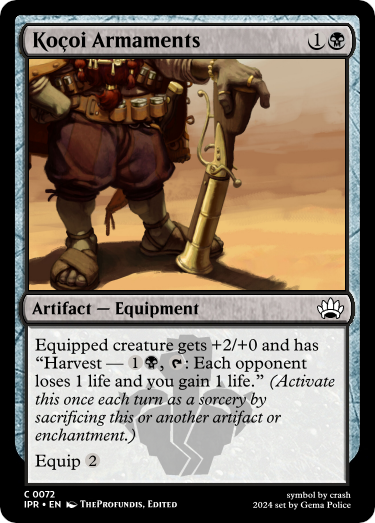 Koçoi Armaments 1
Artifact — Equipment
Equipped creature gets +2/+0 and has
“Harvest — 1, : Each opponent
loses 1 life and you gain 1 life.” (Activate
this once each turn as a sorcery by
sacrificing this or another artifact or
enchantment.)
Equip 2
C 0072
IPR • EN TheProfundis, Edited
symbol by crash
2024 set by Gema Police